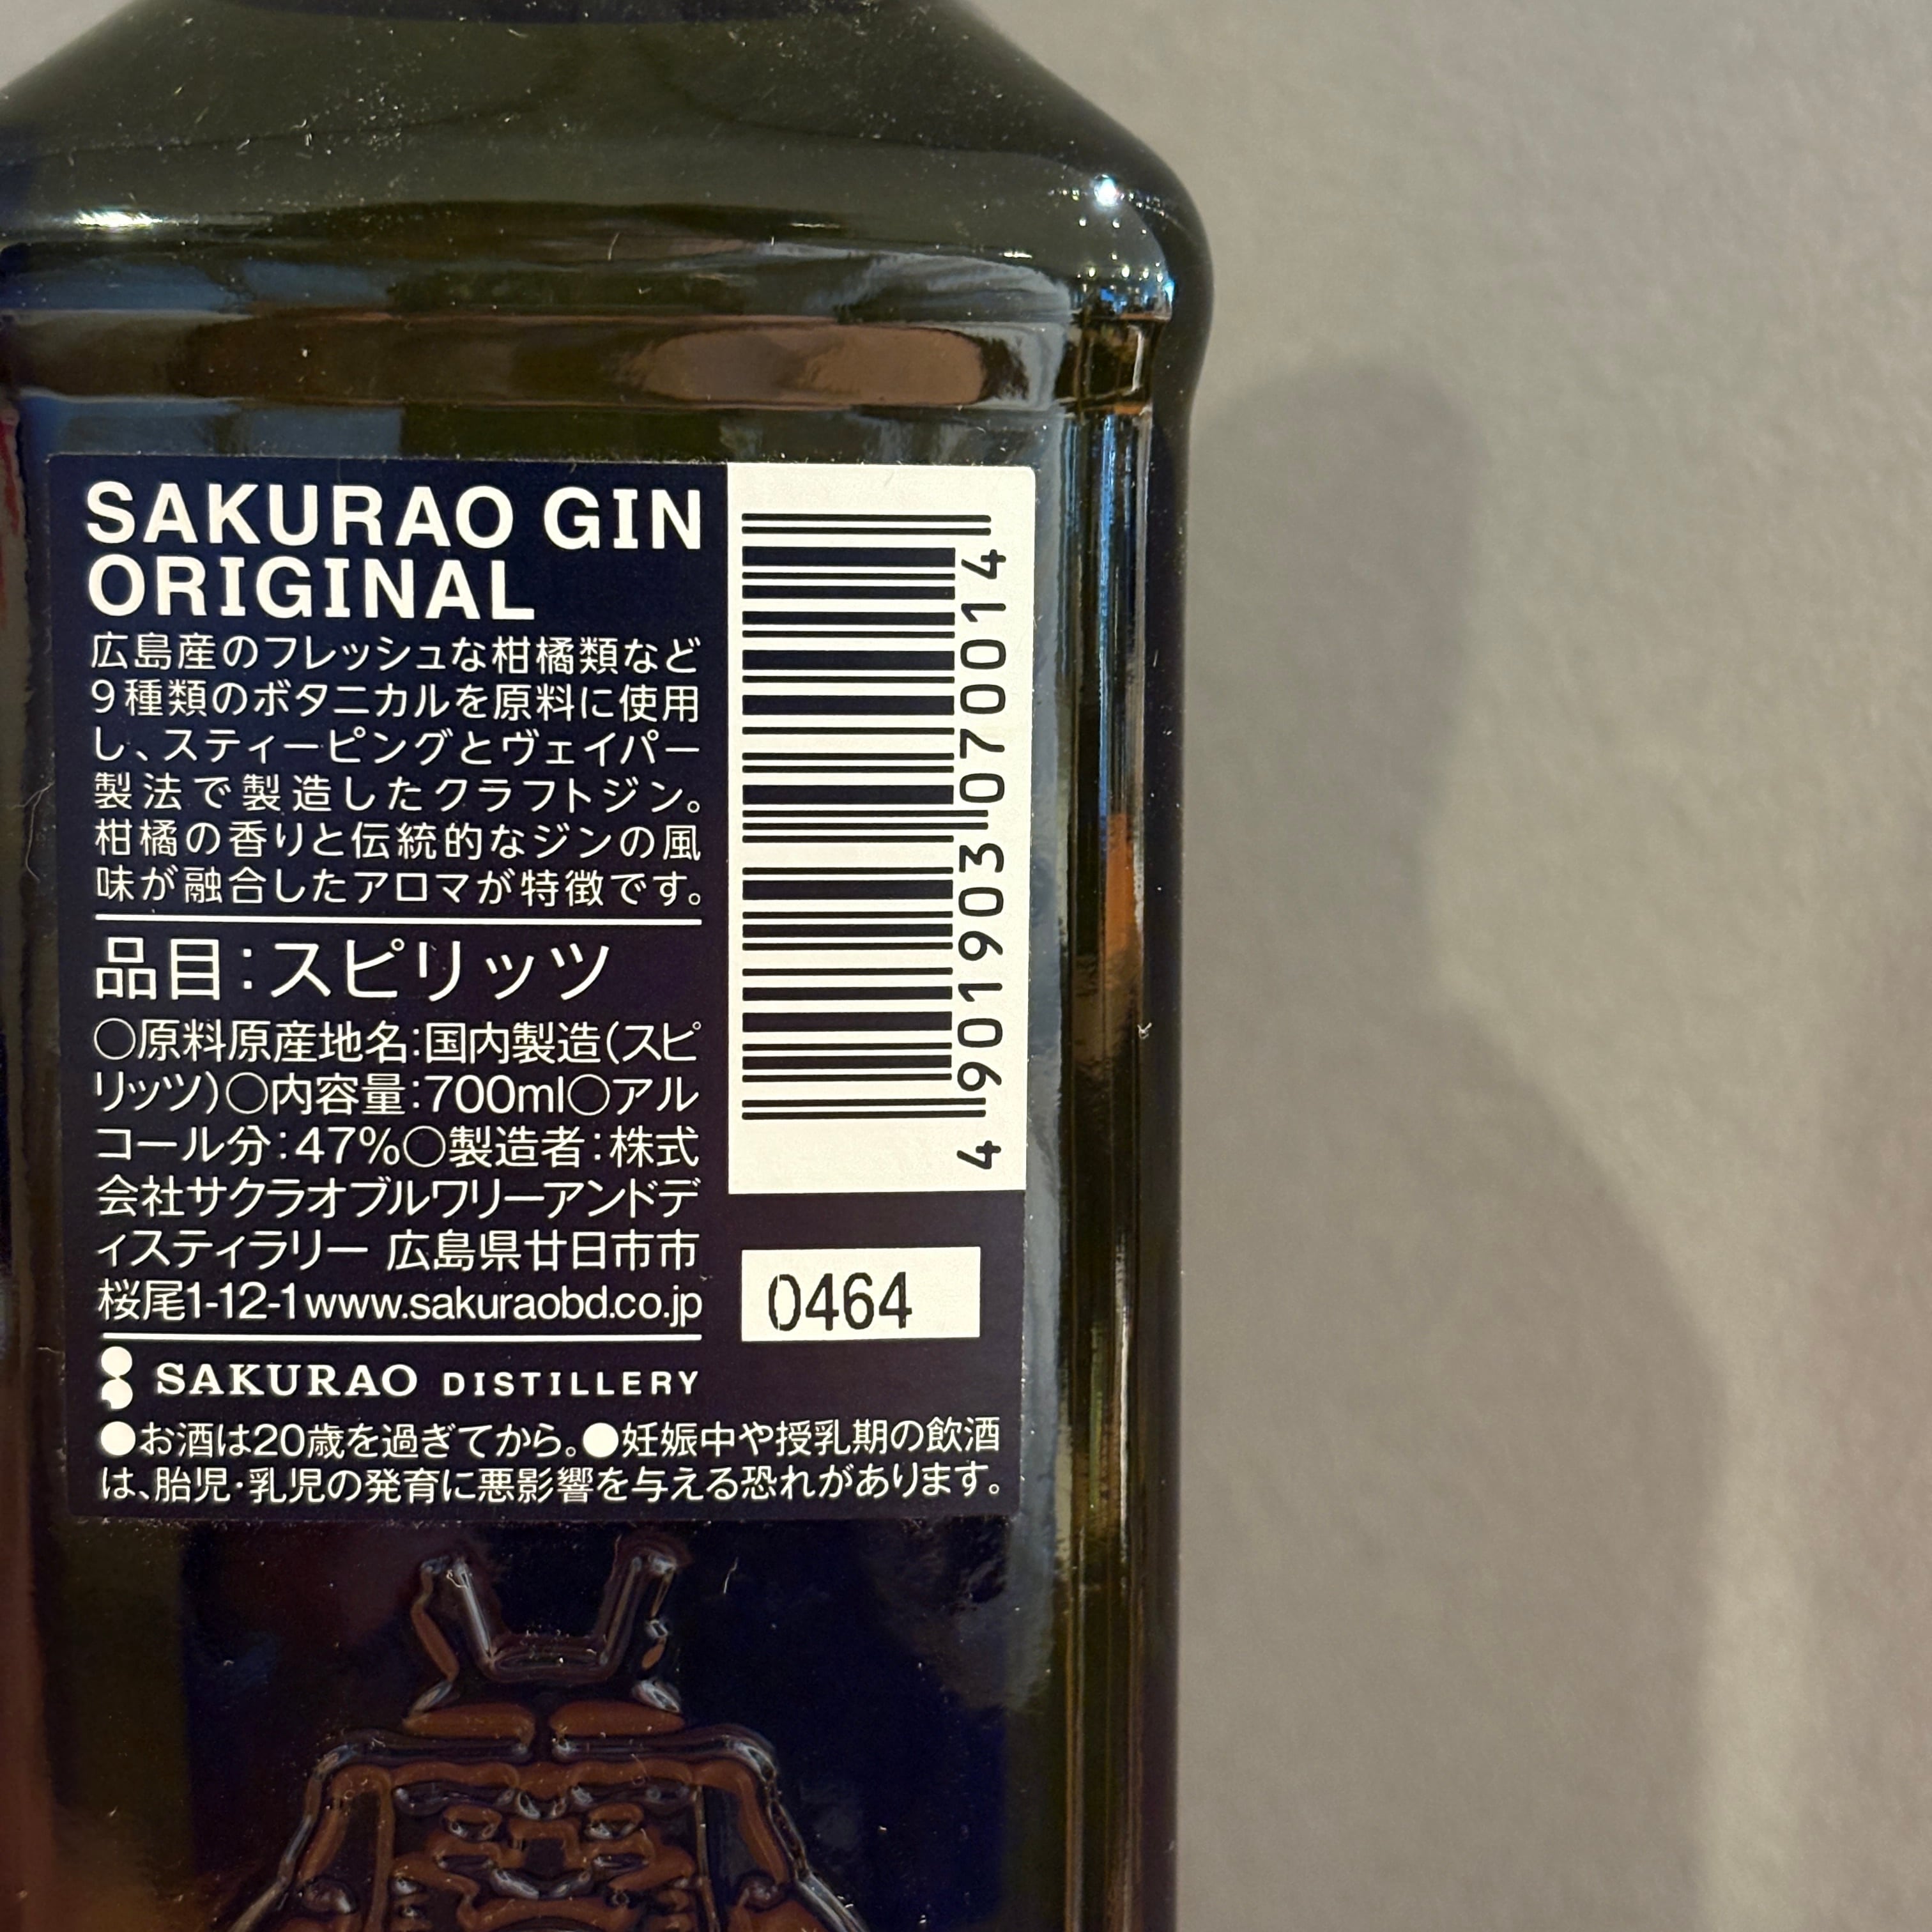 SAKURAO GIN
ORIGINAL
広島産のフレッシュな柑橘類など
9種類のボタニカルを原料に使用
し、スティーピングとヴェイパー
製法で製造したクラフトジン。
柑橘の香りと伝統的なジンの風
味が融合したアロマが特徴です。
品目：スピリッツ
○原料原産地名：国内製造（スピ
リッツ）○内容量：700ml○アル
コール分：47%○製造者：株式
会社サクラオブルワリーアンドデ
ィスティラリー 広島県廿日市市
桜尾1-12-1www.sakuraobd.co.jp
SAKURAO DISTILLERY
●お酒は20歳を過ぎてから。●妊娠中や授乳期の飲酒
は、胎児・乳児の発育に悪影響を与える恐れがあります。
4 901903 070014
0464